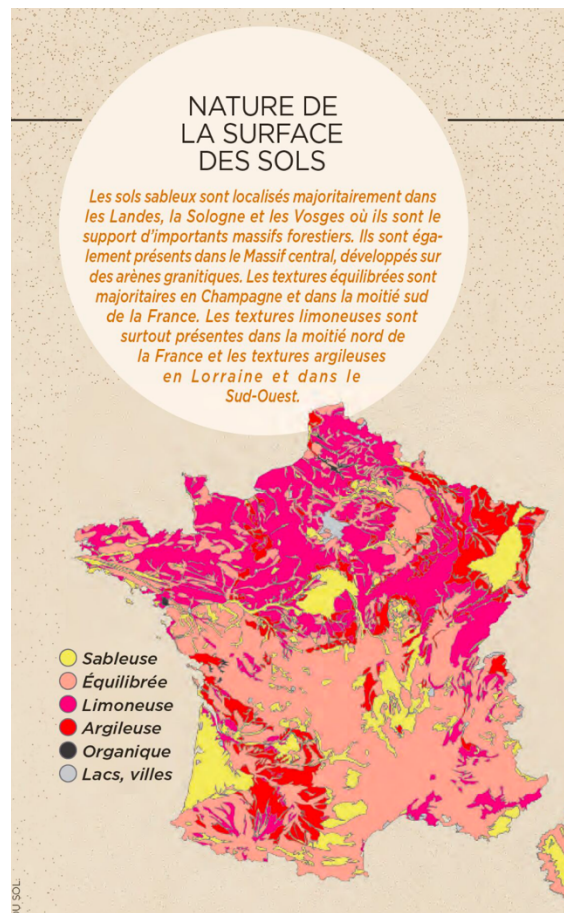 NATURE DE
LA SURFACE
DES SOLS
Les sols sableux sont localisés majoritairement dans
les Landes, la Sologne et les Vosges où ils sont le
support d'importants massifs forestiers. Ils sont éga-
lement présents dans le Massif central, développés sur
des arènes granitiques. Les textures équilibrées sont
majoritaires en Champagne et dans la moitié sud
de la France. Les textures limoneuses sont
surtout présentes dans la moitié nord de
la France et les textures argileuses
en Lorraine et dans le
Sud-Ouest.
Sableuse
Équilibrée
Limoneuse
Argileuse
Organique
Lacs, villes
SOL.